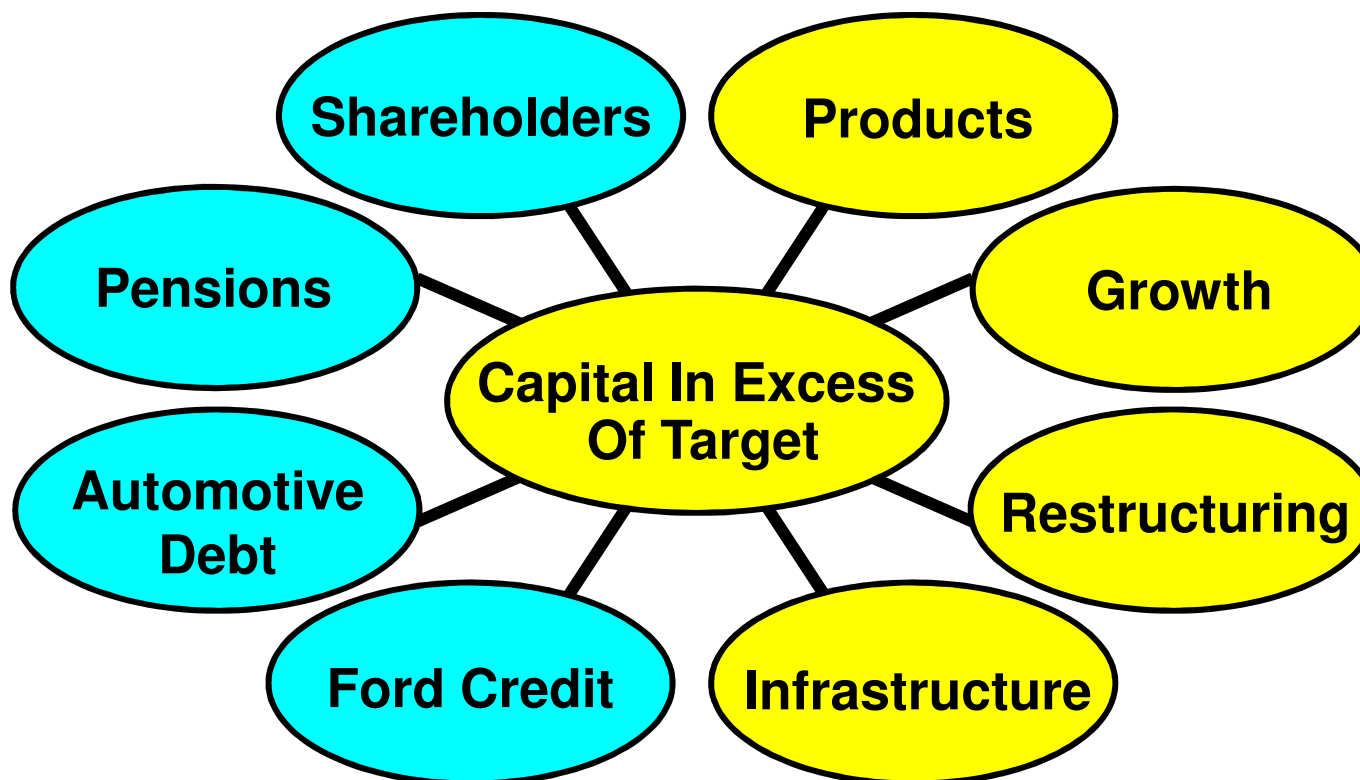 Shareholders
Products
Pensions
Growth
Capital In Excess
Of Target
Automotive
Debt
Restructuring
Ford Credit
Infrastructure